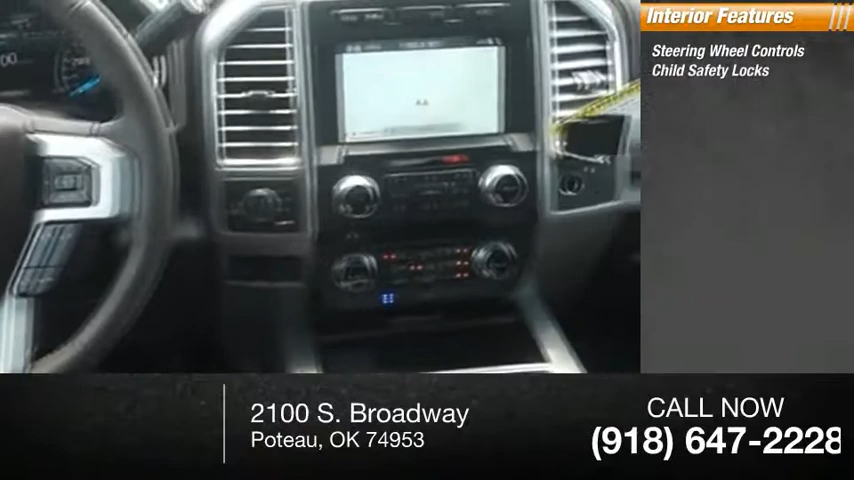 Interior Features
Steering Wheel Controls
Child Safety Locks
2100 S. Broadway
Poteau, OK 74953
CALL NOW
(918) 647-2228